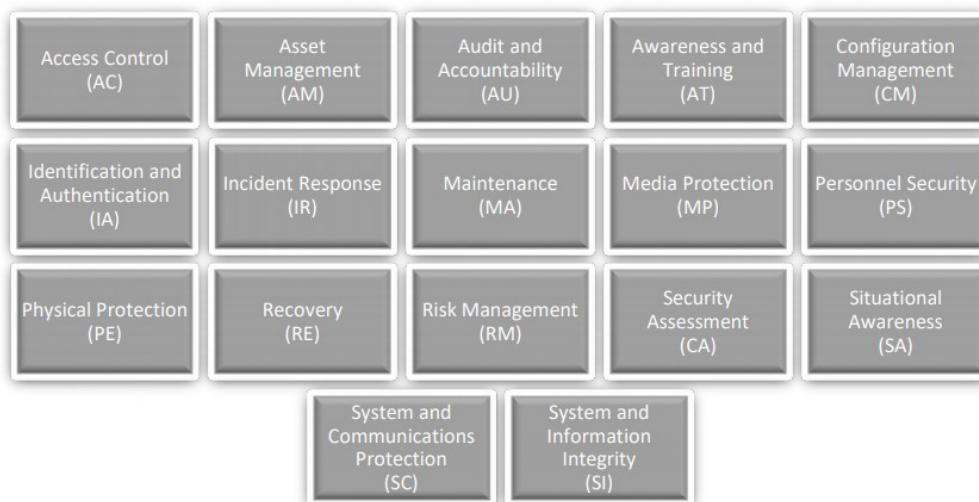 Access Control
(AC)
Asset
Management
(AM)
Audit and
Accountability
(AU)
Awareness and
Training
(AT)
Configuration
Management
(CM)
Identification and
Authentication
(IA)
Incident Response
(IR)
Maintenance
(MA)
Media Protection
(MP)
Personnel Security
(PS)
Physical Protection
(PE)
Recovery
(RE)
Risk Management
(RM)
Security
Assessment
(CA)
Situational
Awareness
(SA)
System and
Communications
Protection
(SC)
System and
Information
Integrity
(SI)